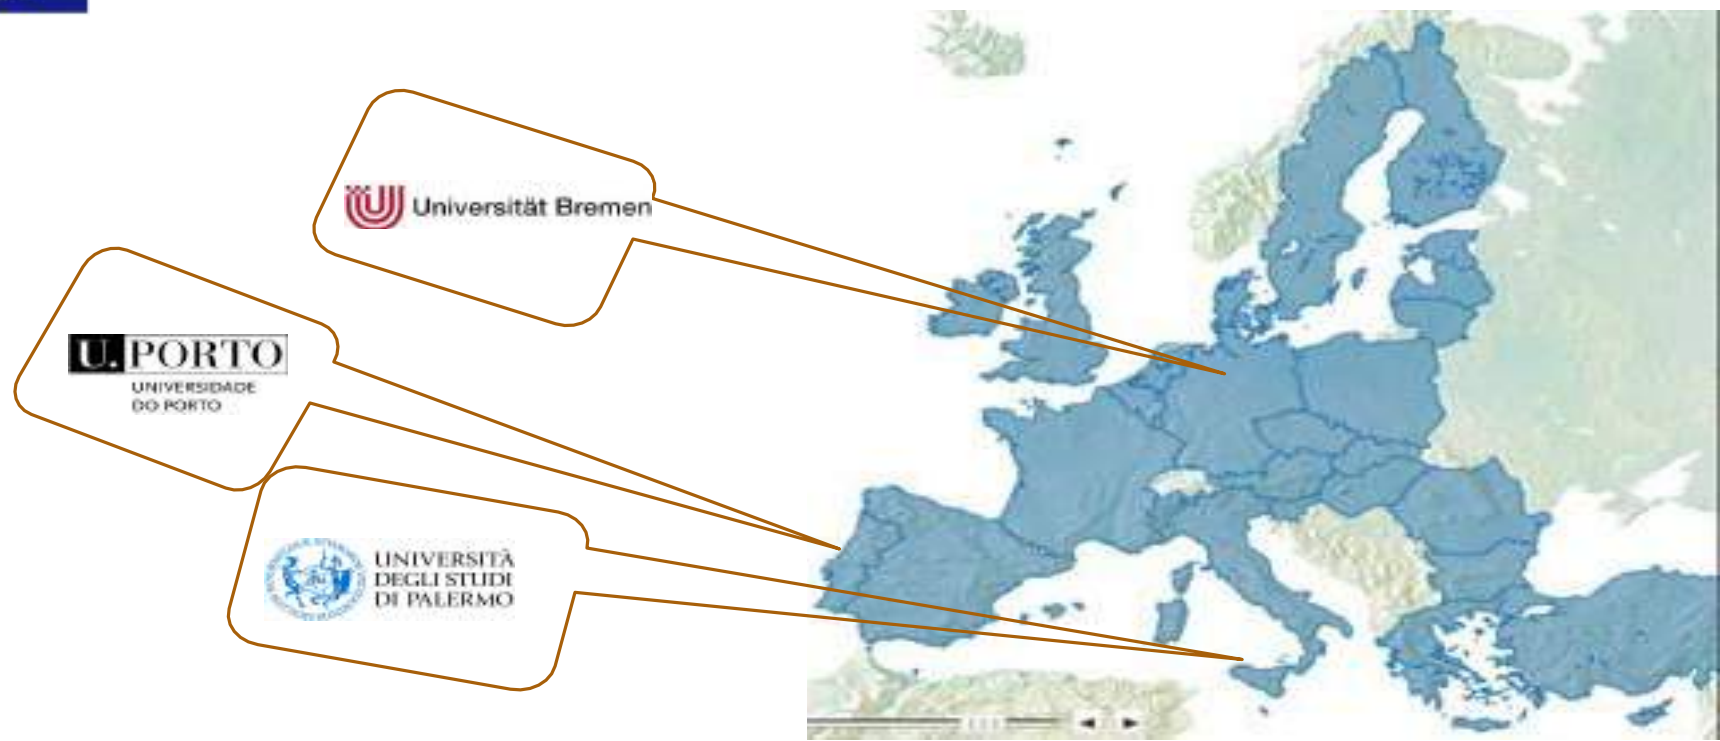 Universität Bremen
U. PORTO
UNIVERSIDADE
DO PORTO
UNIVERSITÀ
DEGLI STUDI
DI PALERMO